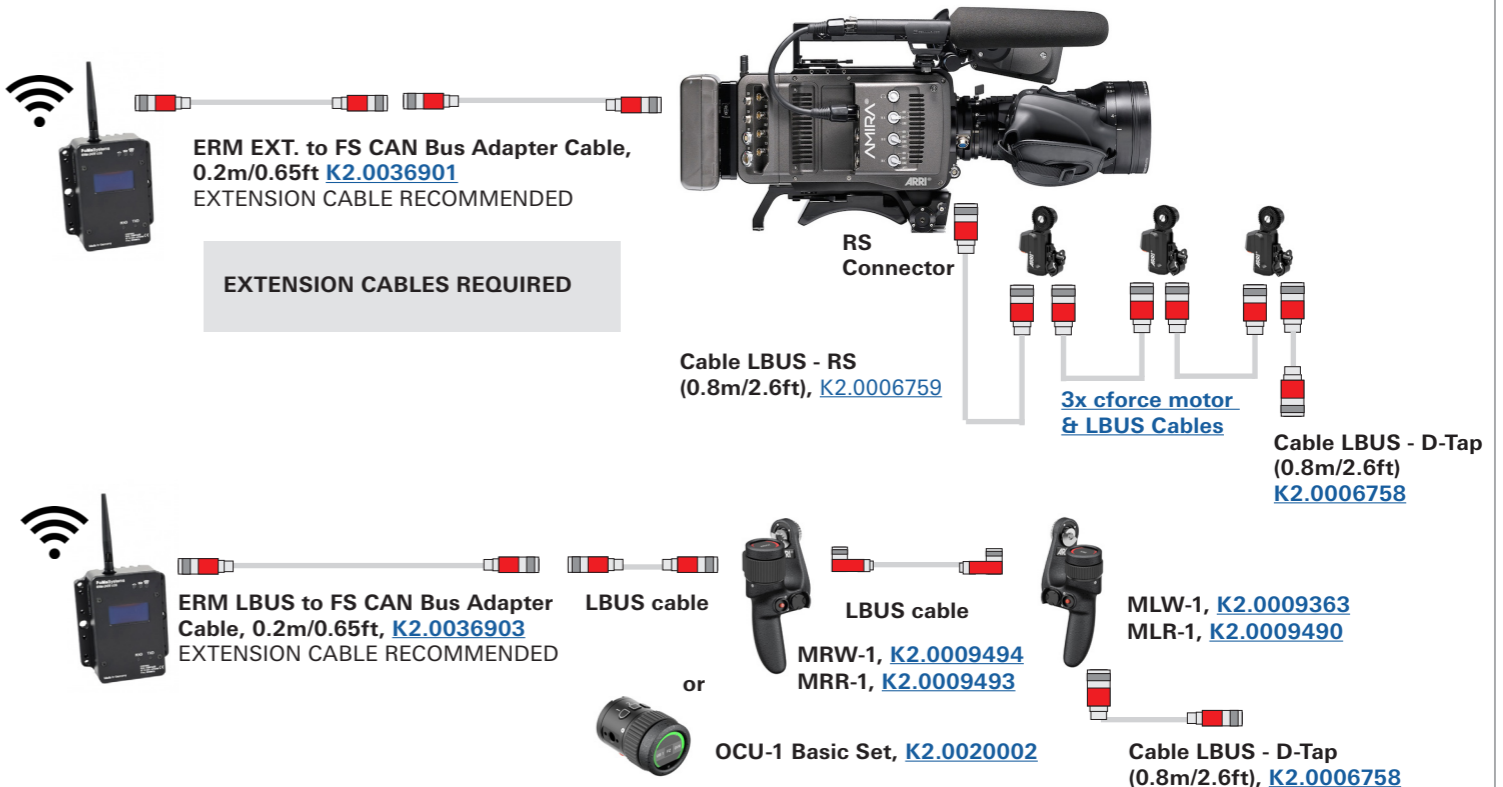 ERM EXT. to FS CAN Bus Adapter Cable,
0.2m/0.65ft K2.0036901
EXTENSION CABLE RECOMMENDED
EXTENSION CABLES REQUIRED
AMIRA
ARRI
RS
Connector
Cable LBUS - RS
(0.8m/2.6ft), K2.0006759
3x cforce motor
& LBUS Cables
Cable LBUS - D-Tap
(0.8m/2.6ft)
K2.0006758
ERM LBUS to FS CAN Bus Adapter
Cable, 0.2m/0.65ft, K2.0036903
EXTENSION CABLE RECOMMENDED
LBUS cable
LBUS cable
MRW-1, K2.0009494
MRR-1, K2.0009493
MLW-1, K2.0009363
MLR-1, K2.0009490
or
OCU-1 Basic Set, K2.0020002
Cable LBUS - D-Tap
(0.8m/2.6ft), K2.0006758